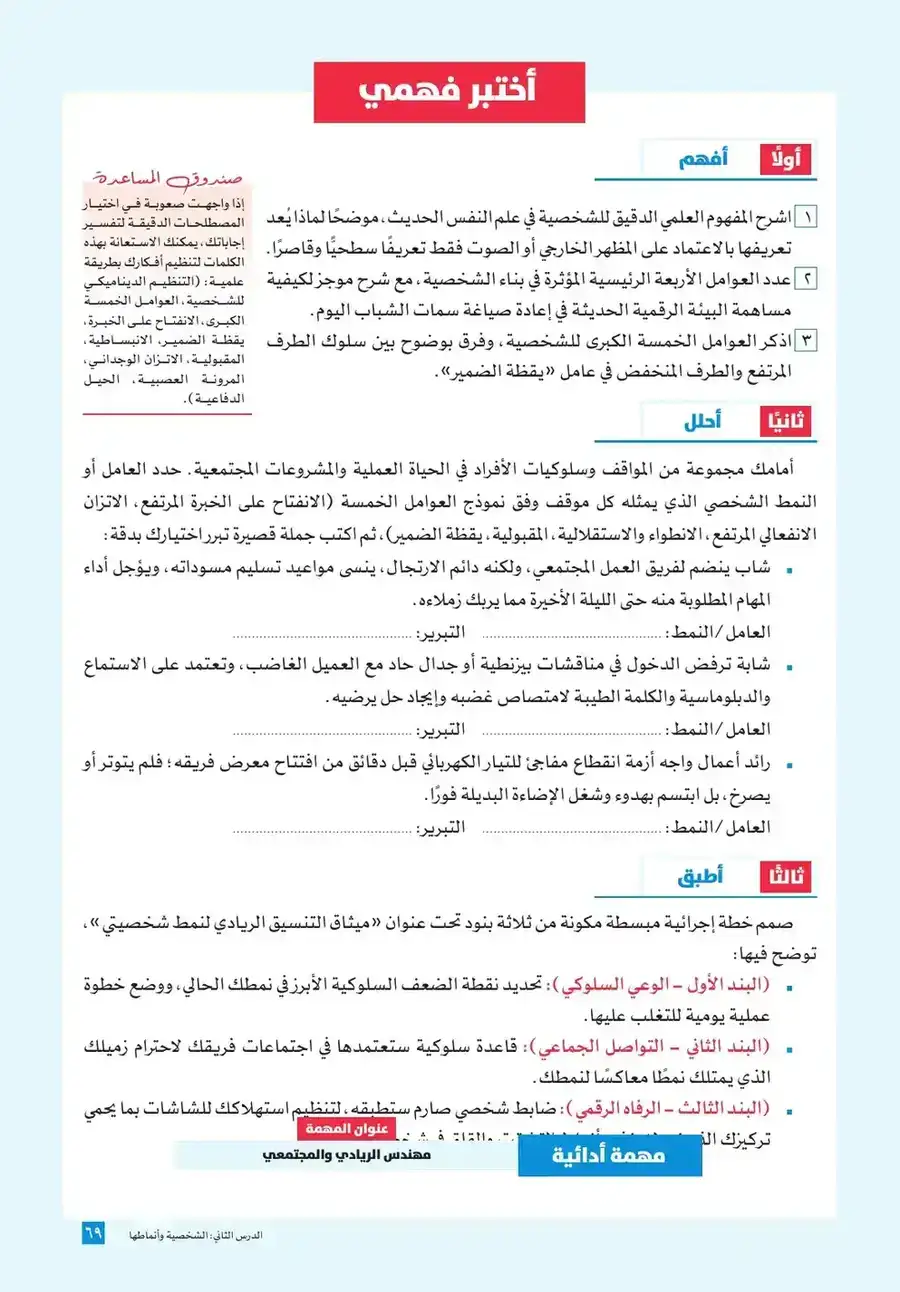 أختبر فهمي
أولًا
أفهم
صندوق المساعدة
إذا واجهت صعوبة في اختيار
المصطلحات الدقيقة لتفسير
إجاباتك، يمكنك الاستعانة بهذه
الكلمات لتنظيم أفكارك بطريقة
علمية: (التنظيم الديناميكي
للشخصية، العوامل الخمسة
الكبرى، الانفتاح على الخبرة،
يقظة الضمير، الانبساطية،
المقبولية، الاتزان الوجداني،
المرونة العصبية، الحيل
الدفاعية).
١ اشرح المفهوم العلمي الدقيق للشخصية في علم النفس الحديث، موضحًا لماذا يُعد
تعريفها بالاعتماد على المظهر الخارجي أو الصوت فقط تعريفًا سطحيًّا وقاصرًا.
٢ عدد العوامل الأربعة الرئيسية المؤثرة في بناء الشخصية، مع شرح موجز لكيفية
مساهمة البيئة الرقمية الحديثة في إعادة صياغة سمات الشباب اليوم.
٣ اذكر العوامل الخمسة الكبرى للشخصية، وفرق بوضوح بين سلوك الطرف
المرتفع والطرف المنخفض في عامل «يقظة الضمير».
ثانيًا
أحلل
أمامك مجموعة من المواقف وسلوكيات الأفراد في الحياة العملية والمشروعات المجتمعية. حدد العامل أو
النمط الشخصي الذي يمثله كل موقف وفق نموذج العوامل الخمسة (الانفتاح على الخبرة المرتفع، الاتزان
الانفعالي المرتفع، الانطواء والاستقلالية، المقبولية، يقظة الضمير)، ثم اكتب جملة قصيرة تبرر اختيارك بدقة:
▪ شاب ينضم لفريق العمل المجتمعي، ولكنه دائم الارتجال، ينسى مواعيد تسليم مسوداته، ويؤجل أداء
المهام المطلوبة منه حتى الليلة الأخيرة مما يربك زملاءه.
العامل/النمط: .............................................. التبرير: ..............................................
▪ شابة ترفض الدخول في مناقشات بيزنطية أو جدال حاد مع العميل الغاضب، وتعتمد على الاستماع
والدبلوماسية والكلمة الطيبة لامتصاص غضبه وإيجاد حل يرضيه.
العامل/النمط: .............................................. التبرير: ..............................................
▪ رائد أعمال واجه أزمة انقطاع مفاجئ للتيار الكهربائي قبل دقائق من افتتاح معرض فريقه؛ فلم يتوتر أو
يصرخ، بل ابتسم بهدوء وشغل الإضاءة البديلة فورًا.
العامل/النمط: .............................................. التبرير: ..............................................
ثالثًا
أطبق
صمم خطة إجرائية مبسطة مكونة من ثلاثة بنود تحت عنوان «ميثاق التنسيق الريادي لنمط شخصيتي»،
توضح فيها:
▪ (البند الأول – الوعي السلوكي): تحديد نقطة الضعف السلوكية الأبرز في نمطك الحالي، ووضع خطوة
عملية يومية للتغلب عليها.
▪ (البند الثاني – التواصل الجماعي): قاعدة سلوكية ستعتمدها في اجتماعات فريقك لاحترام زميلك
الذي يمتلك نمطًا معاكسًا لنمطك.
▪ (البند الثالث – الرفاه الرقمي): ضابط شخصي صارم ستطبقه، لتنظيم استهلاكك للشاشات بما يحمي
تركيزك
عنوان المهمة
مهمة أدائية
مهندس الريادي والمجتمعي
الدرس الثاني: الشخصية وأنماطها
٦٩